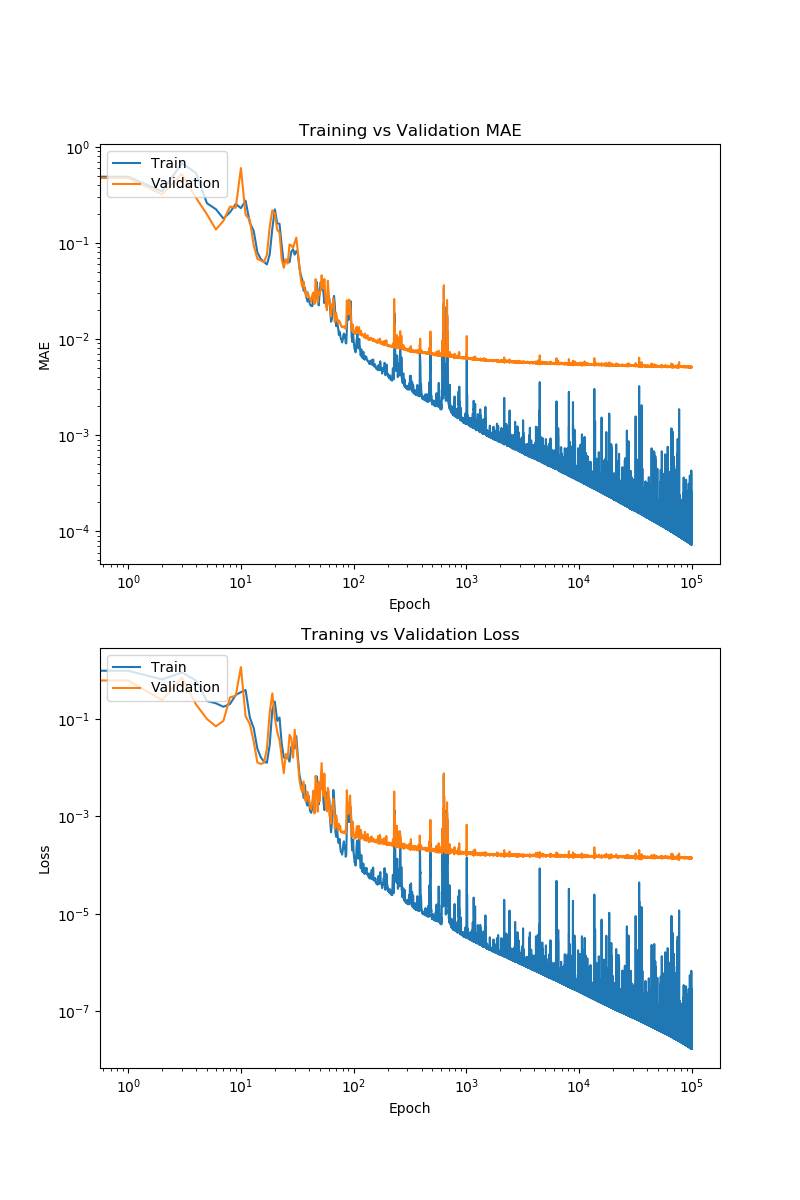 Training vs Validation MAE
10⁰
10⁻¹
10⁻²
10⁻³
10⁻⁴
MAE
Train
Validation
10⁰ 10¹ 10² 10³ 10⁴ 10⁵
Epoch
Traning vs Validation Loss
10⁻¹
10⁻³
10⁻⁵
10⁻⁷
Loss
Train
Validation
10⁰ 10¹ 10² 10³ 10⁴ 10⁵
Epoch